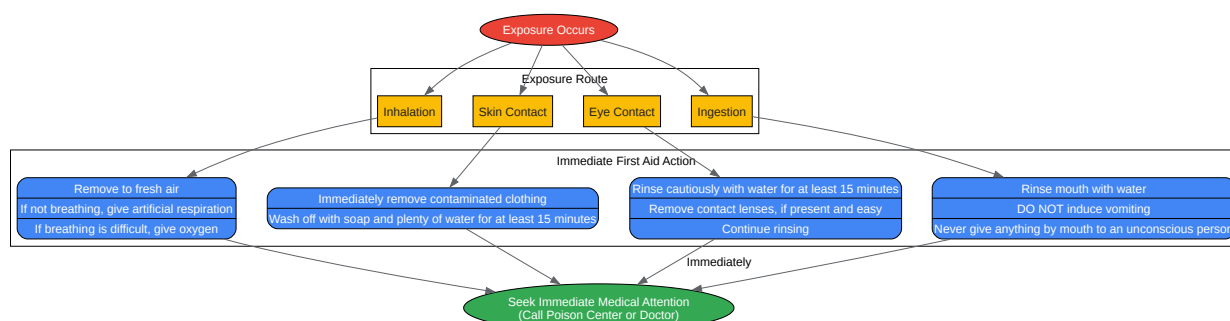 Exposure Occurs
Exposure Route
Inhalation
Skin Contact
Eye Contact
Ingestion
Immediate First Aid Action
Remove to fresh air
If not breathing, give artificial respiration
If breathing is difficult, give oxygen
Immediately remove contaminated clothing
Wash off with soap and plenty of water for at least 15 minutes
Rinse cautiously with water for at least 15 minutes
Remove contact lenses, if present and easy
Continue rinsing
Rinse mouth with water
DO NOT induce vomiting
Never give anything by mouth to an unconscious person
Immediately
Seek Immediate Medical Attention
(Call Poison Center or Doctor)